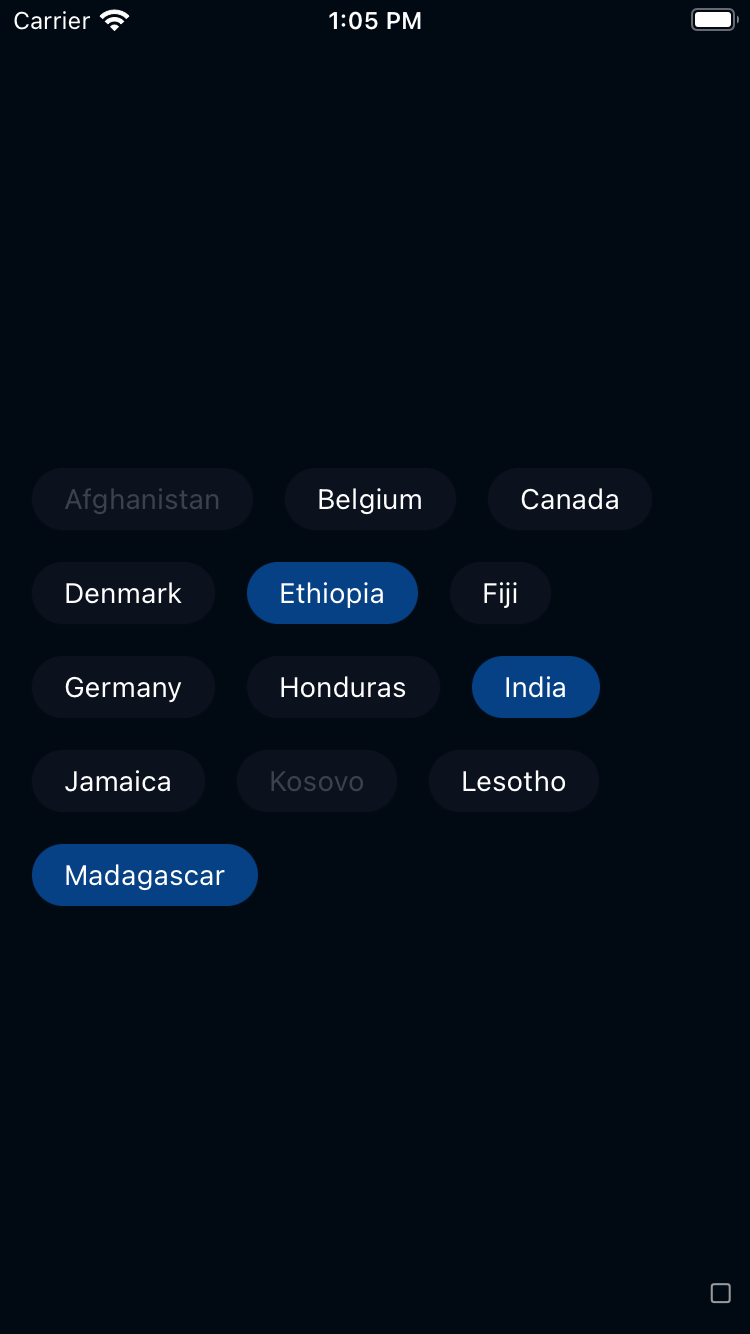 Carrier 1:05 PM
Afghanistan Belgium Canada
Denmark Ethiopia Fiji
Germany Honduras India
Jamaica Kosovo Lesotho
Madagascar